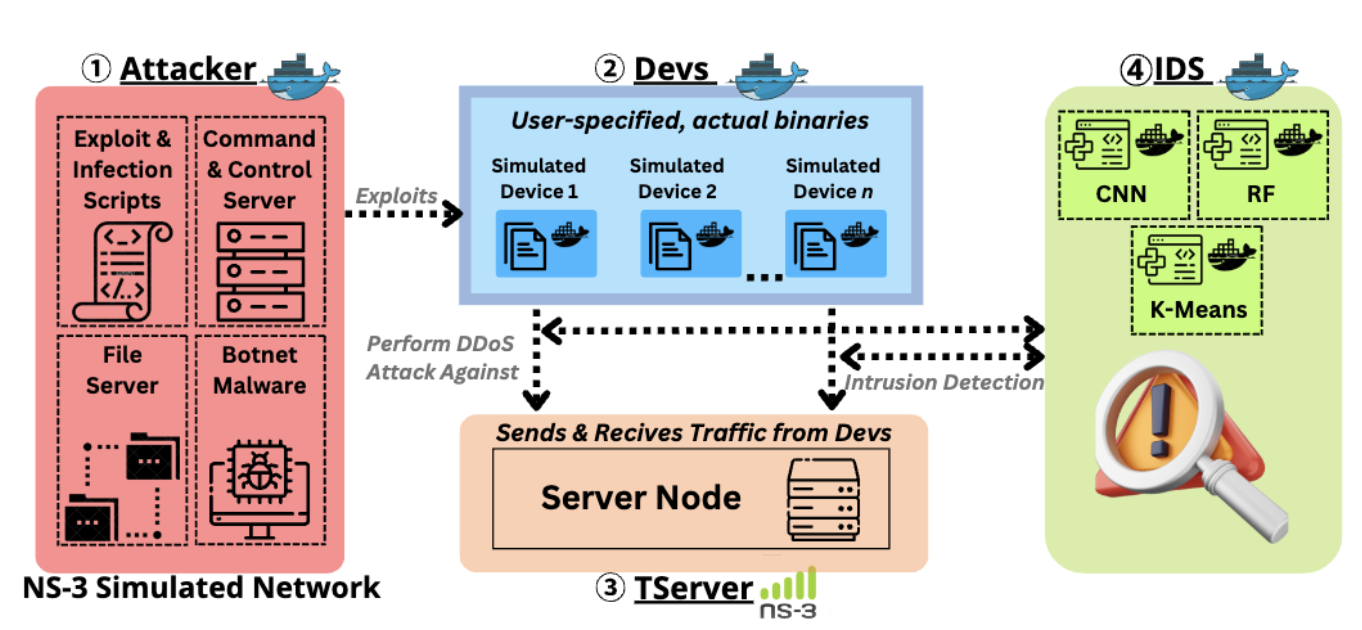 ① Attacker
Exploit &
Infection
Scripts
Command
& Control
Server
File
Server
Botnet
Malware
NS-3 Simulated Network
Exploits
② Devs
User-specified, actual binaries
Simulated
Device 1
Simulated
Device 2
Simulated
Device n
...
Perform DDoS
Attack Against
Intrusion Detection
Sends & Recives Traffic from Devs
Server Node
③ TServer
NS-3
④IDS
CNN
RF
K-Means